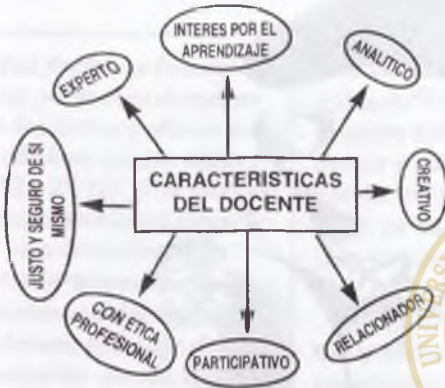 INTERES POR EL
APRENDIZAJE
ANALITICO
EXPERTO
CARACTERISTICAS
DEL DOCENTE
CREATIVO
JUSTO Y SEGURO DE SI
MISMO
CON ETICA
PROFESIONAL
PARTICIPATIVO
RELACIONADOR